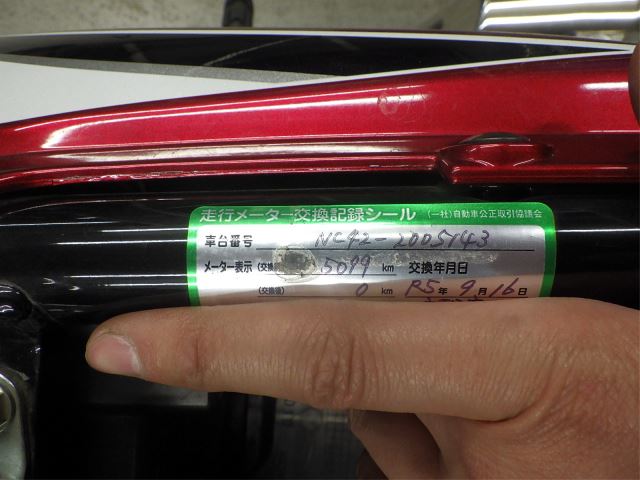 走行メーター交換記録シール (一社)自動車公正取引協議会
車台番号 NC42-2005143
メーター表示 (交換 5099 km 交換年月日
(交換後) 0 km R5年 9月 16日